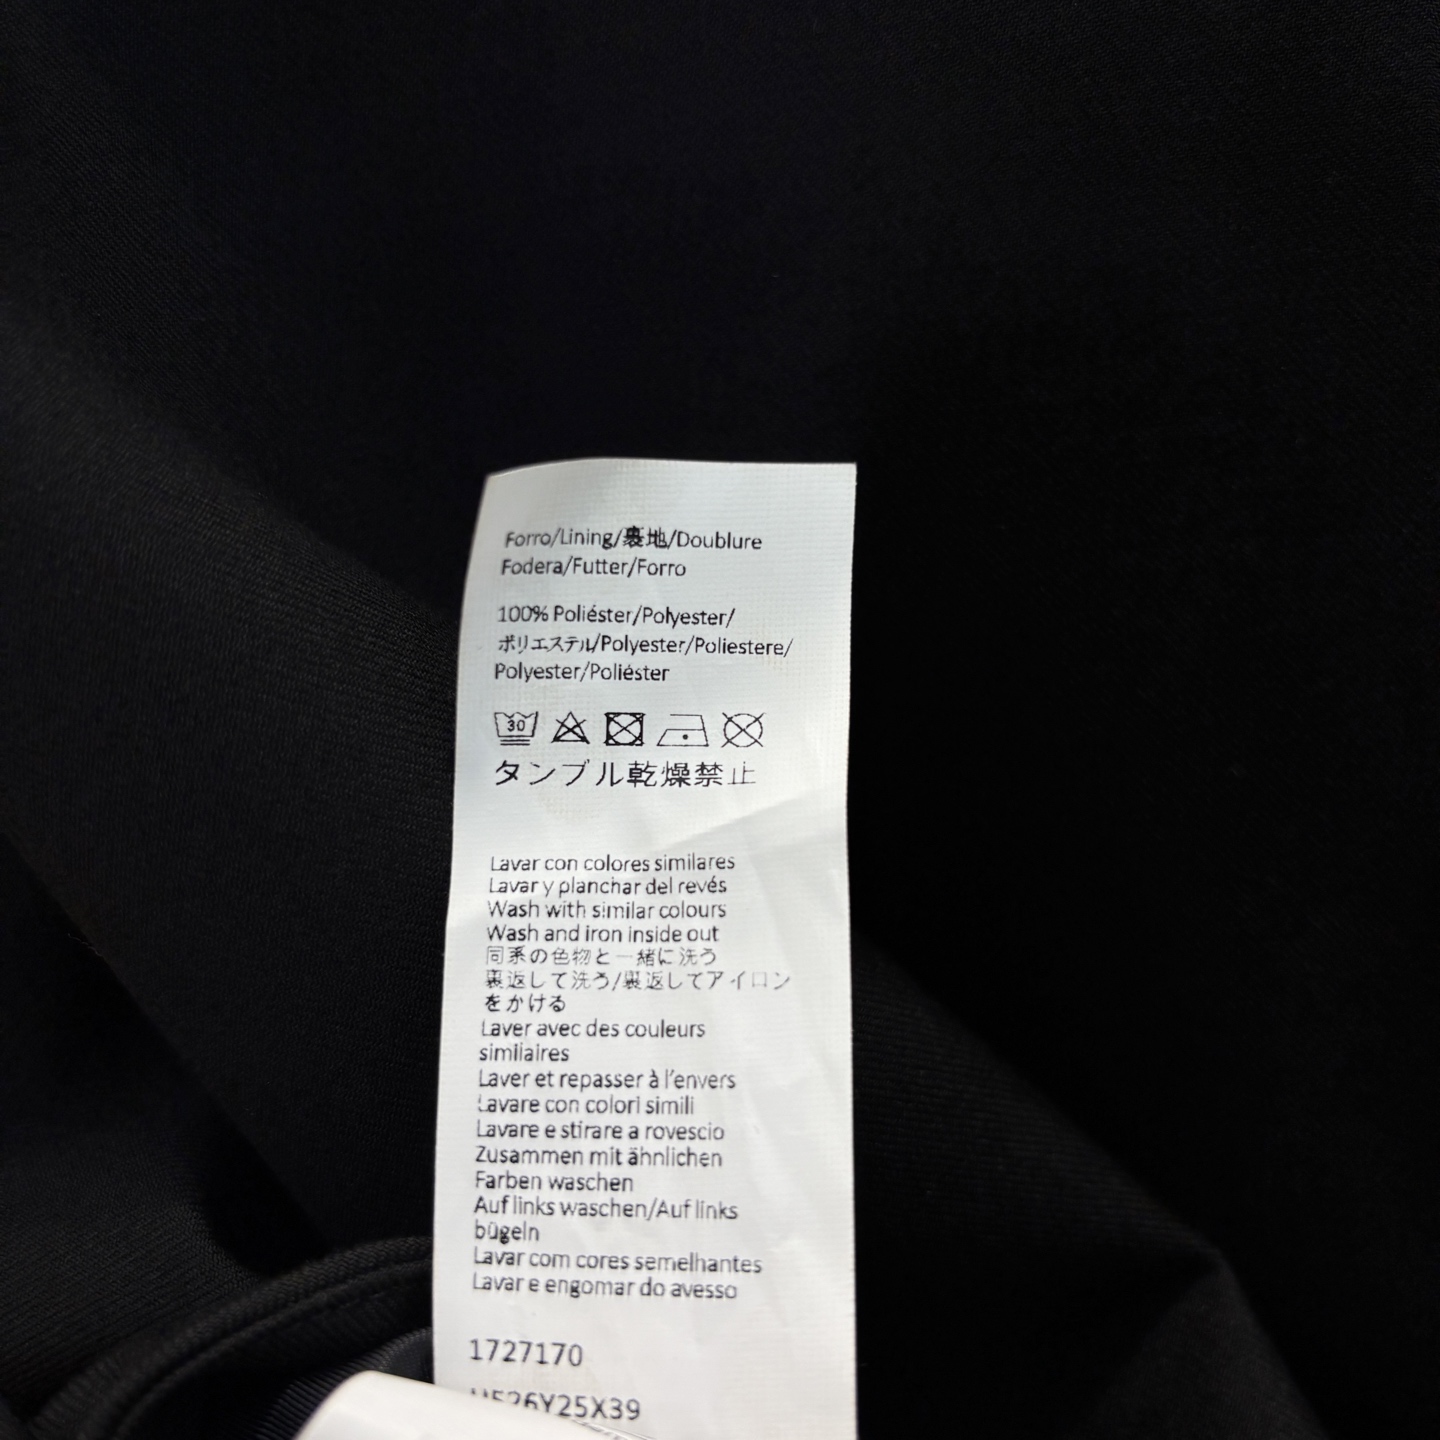 Forro/Lining/裏地/Doublure
Fodera/Futter/Forro
100% Poliéster/Polyester/
ポリエステル/Polyester/Poliestere/
Polyester/Poliéster
30
タンブル乾燥禁止
Lavar con colores similares
Lavar y planchar del revés
Wash with similar colours
Wash and iron inside out
同系の色物と一緒に洗う
裏返して洗う/裏返してアイロン
をかける
Laver avec des couleurs
similaires
Laver et repasser à l'envers
Lavare con colori simili
Lavare e stirare a rovescio
Zusammen mit ähnlichen
Farben waschen
Auf links waschen/Auf links
bügeln
Lavar com cores semelhantes
Lavar e engomar do avesso
1727170